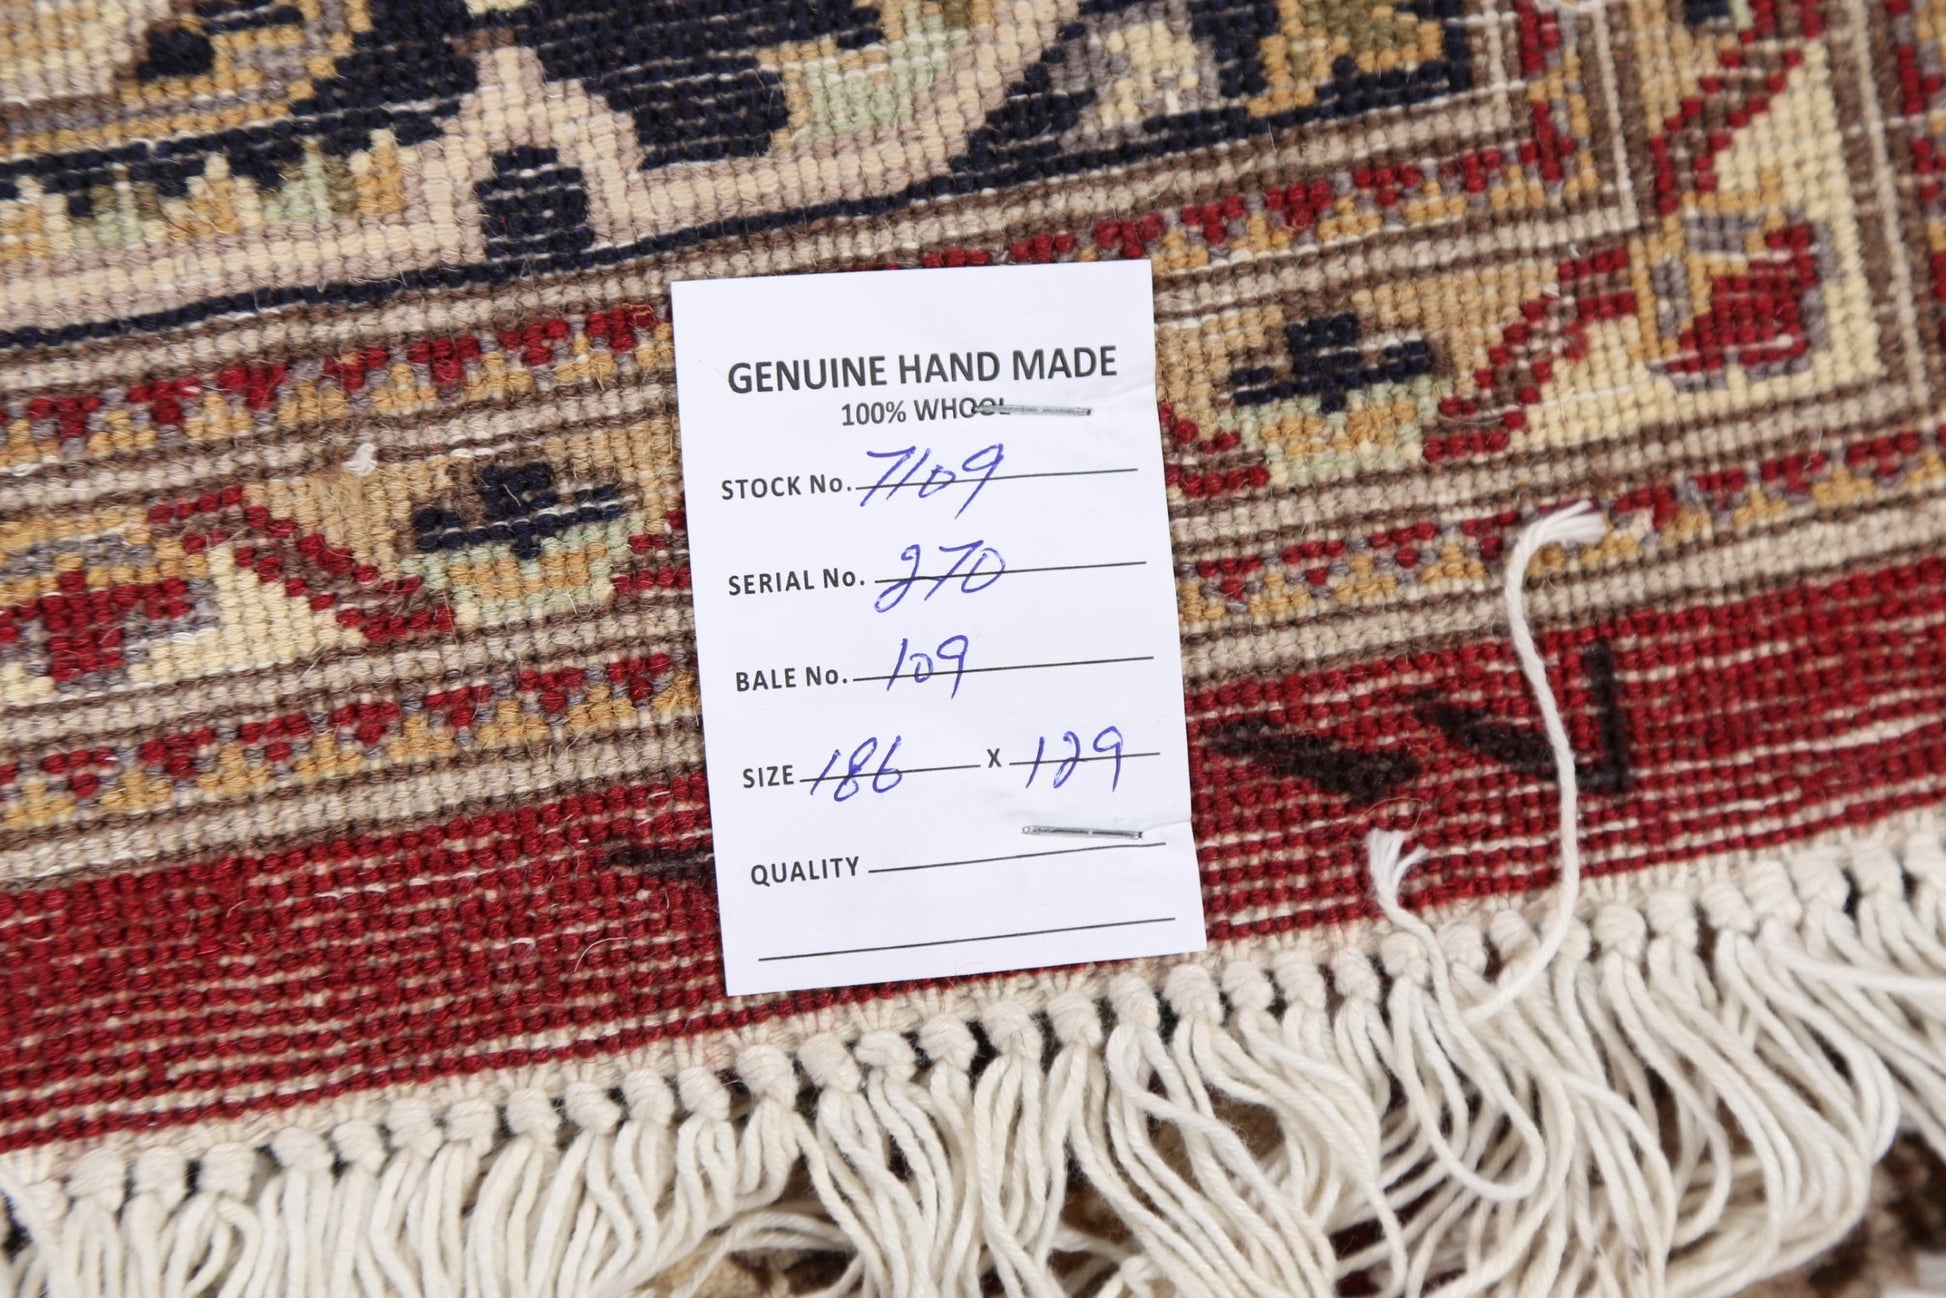 GENUINE HAND MADE
100% WHOOL
STOCK No. 7109
SERIAL No. 270
BALE No. 109
SIZE 186 X 129
QUALITY